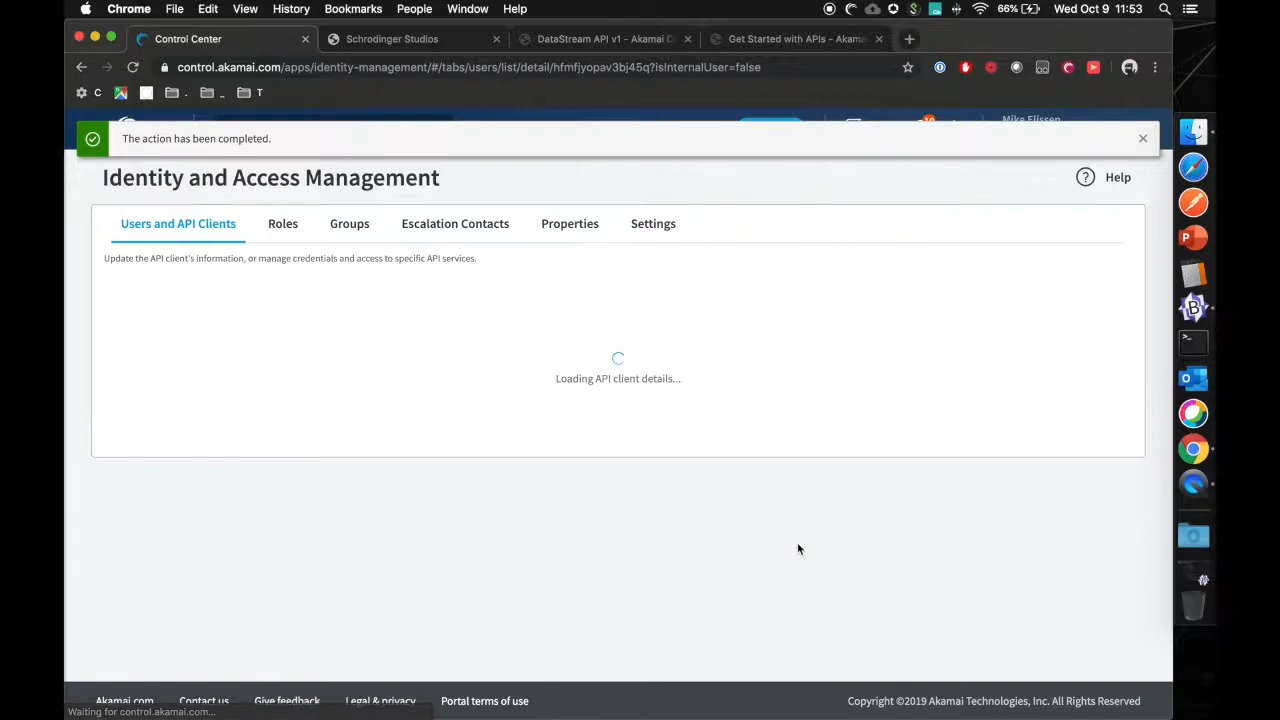 Chrome File Edit View History Bookmarks People Window Help 66% Wed Oct 9 11:53
Control Center Schrodinger Studios DataStream API v1 - Akamai D Get Started with APIs - Akama
control.akamai.com/apps/identity-management/#/tabs/users/list/detail/hfmfjyopav3bj45q?isInternalUser=false
C . _ T
10 Mike Elissen
The action has been completed.
Identity and Access Management
Help
Users and API Clients Roles Groups Escalation Contacts Properties Settings
Update the API client's information, or manage credentials and access to specific API services.
Loading API client details...
Akamai.com Contact us Give feedback Legal & privacy Portal terms of use Copyright ©2019 Akamai Technologies, Inc. All Rights Reserved
Waiting for control.akamai.com...